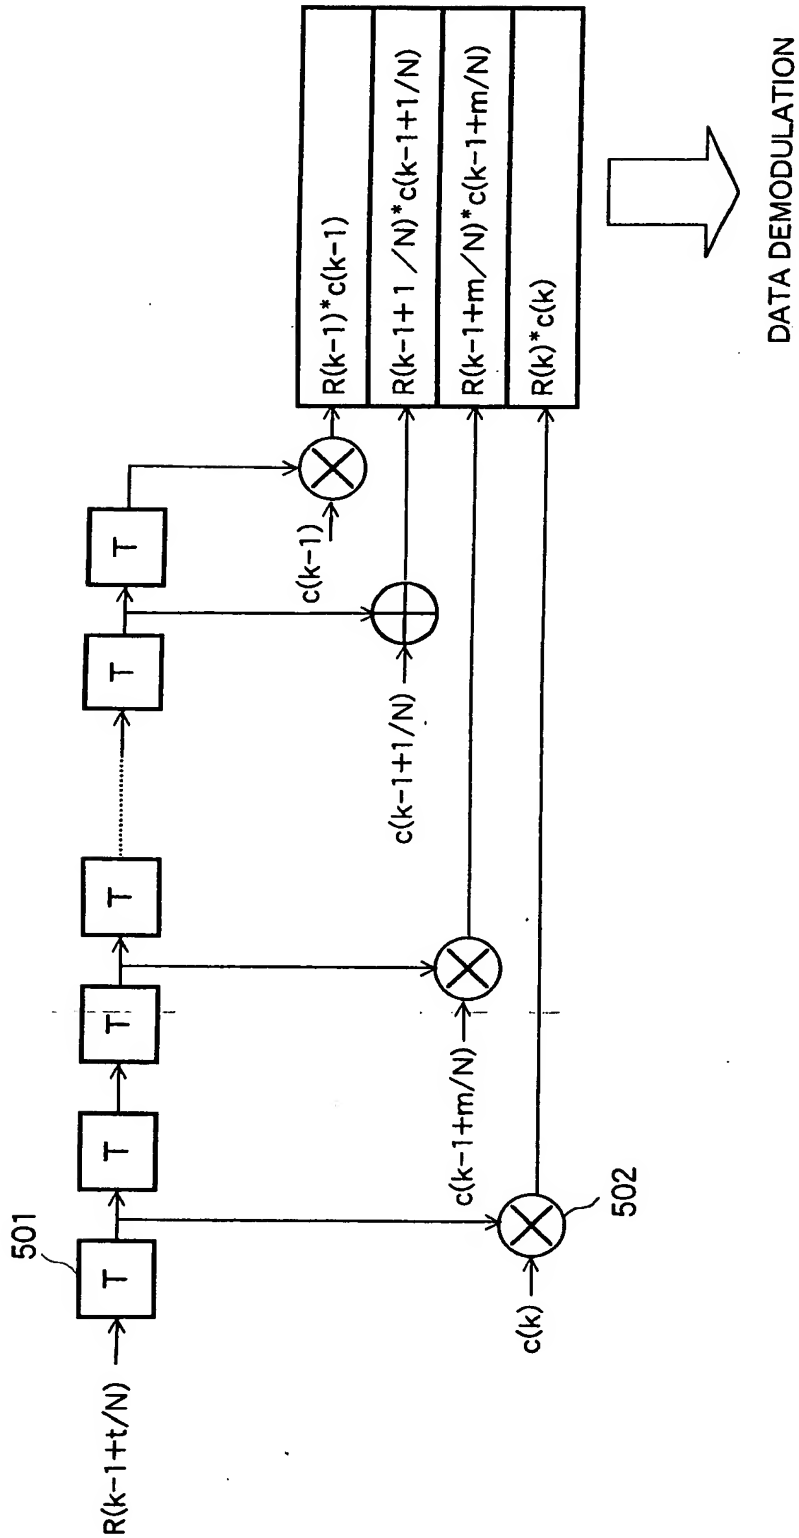 501
R(k-1+t/N)
T
T
T
T
T
T
c(k)
502
c(k-1+m/N)
c(k-1+1/N)
c(k-1)
R(k-1)*c(k-1)
R(k-1+1/N)*c(k-1+1/N)
R(k-1+m/N)*c(k-1+m/N)
R(k)*c(k)
DATA DEMODULATION